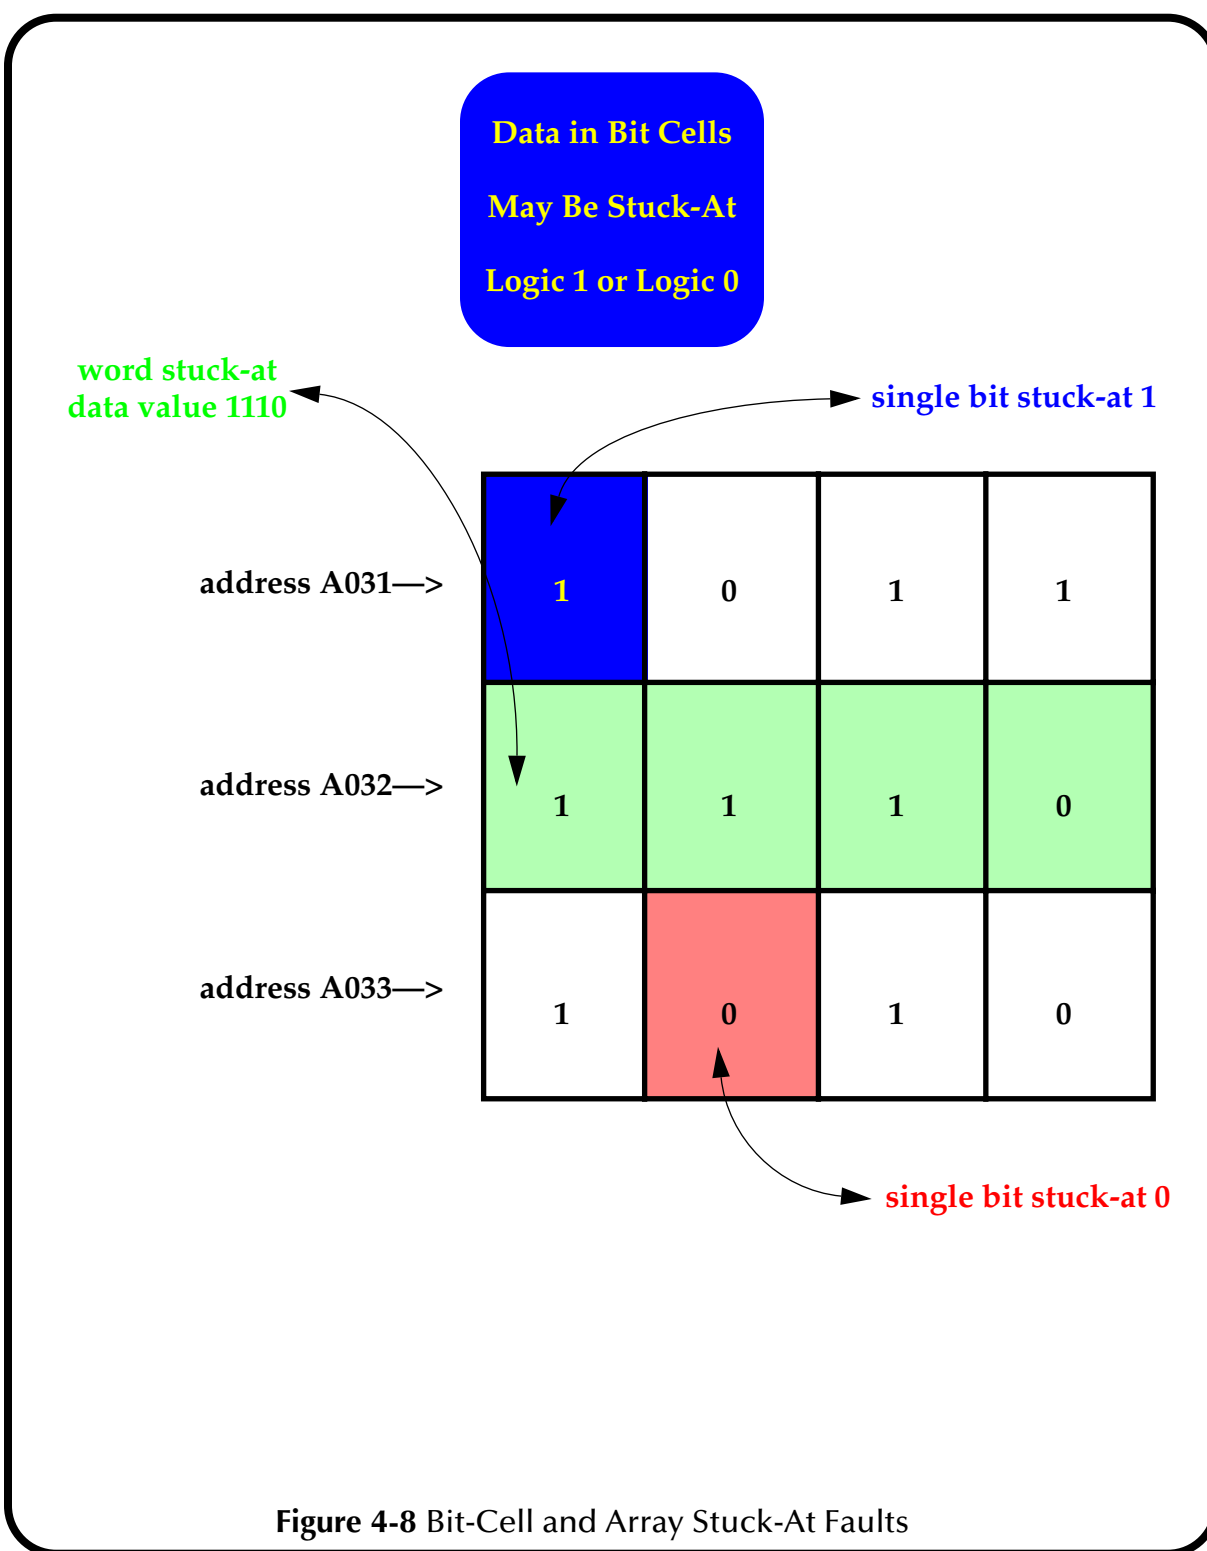 Data in Bit Cells
May Be Stuck-At
Logic 1 or Logic 0
word stuck-at
data value 1110
single bit stuck-at 1
address A031—>
1 0 1 1
address A032—>
1 1 1 0
address A033—>
1 0 1 0
single bit stuck-at 0
Figure 4-8 Bit-Cell and Array Stuck-At Faults